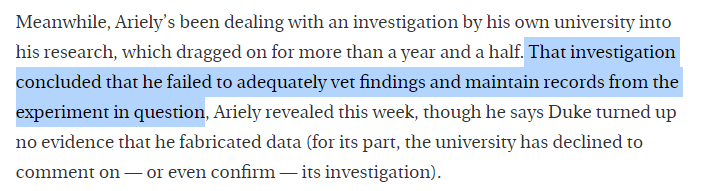 Meanwhile, Ariely’s been dealing with an investigation by his own university into
his research, which dragged on for more than a year and a half. That investigation
concluded that he failed to adequately vet findings and maintain records from the
experiment in question, Ariely revealed this week, though he says Duke turned up
no evidence that he fabricated data (for its part, the university has declined to
comment on — or even confirm — its investigation).